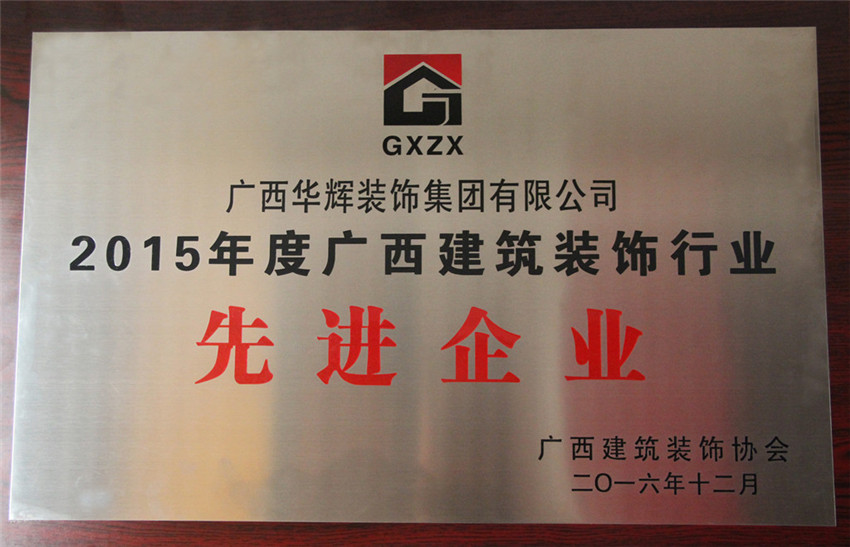 GXZX
广西华辉装饰集团有限公司
2015年度广西建筑装饰行业
先进企业
广西建筑装饰协会
二〇一六年十二月